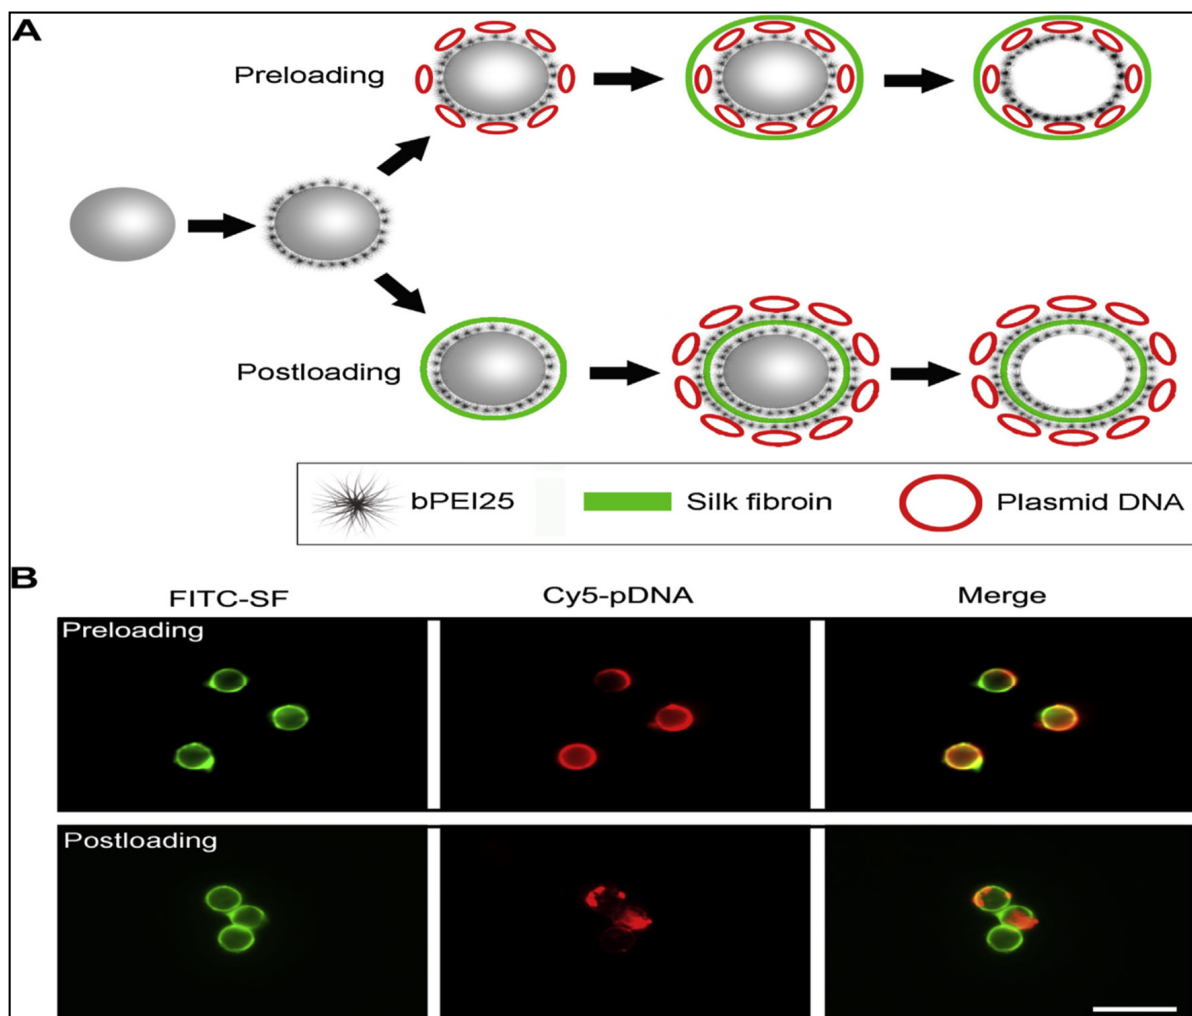 A
Preloading
Postloading
bPEI25 Silk fibroin Plasmid DNA
B
FITC-SF Cy5-pDNA Merge
Preloading
Postloading